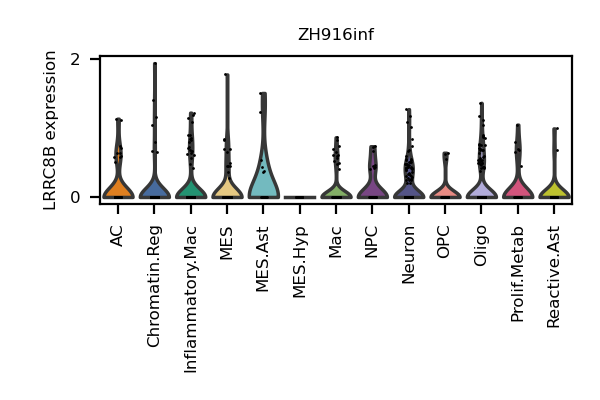 ZH916inf
LRRC8B expression
2
0
AC
Chromatin.Reg
Inflammatory.Mac
MES
MES.Ast
MES.Hyp
Mac
NPC
Neuron
OPC
Oligo
Prolif.Metab
Reactive.Ast